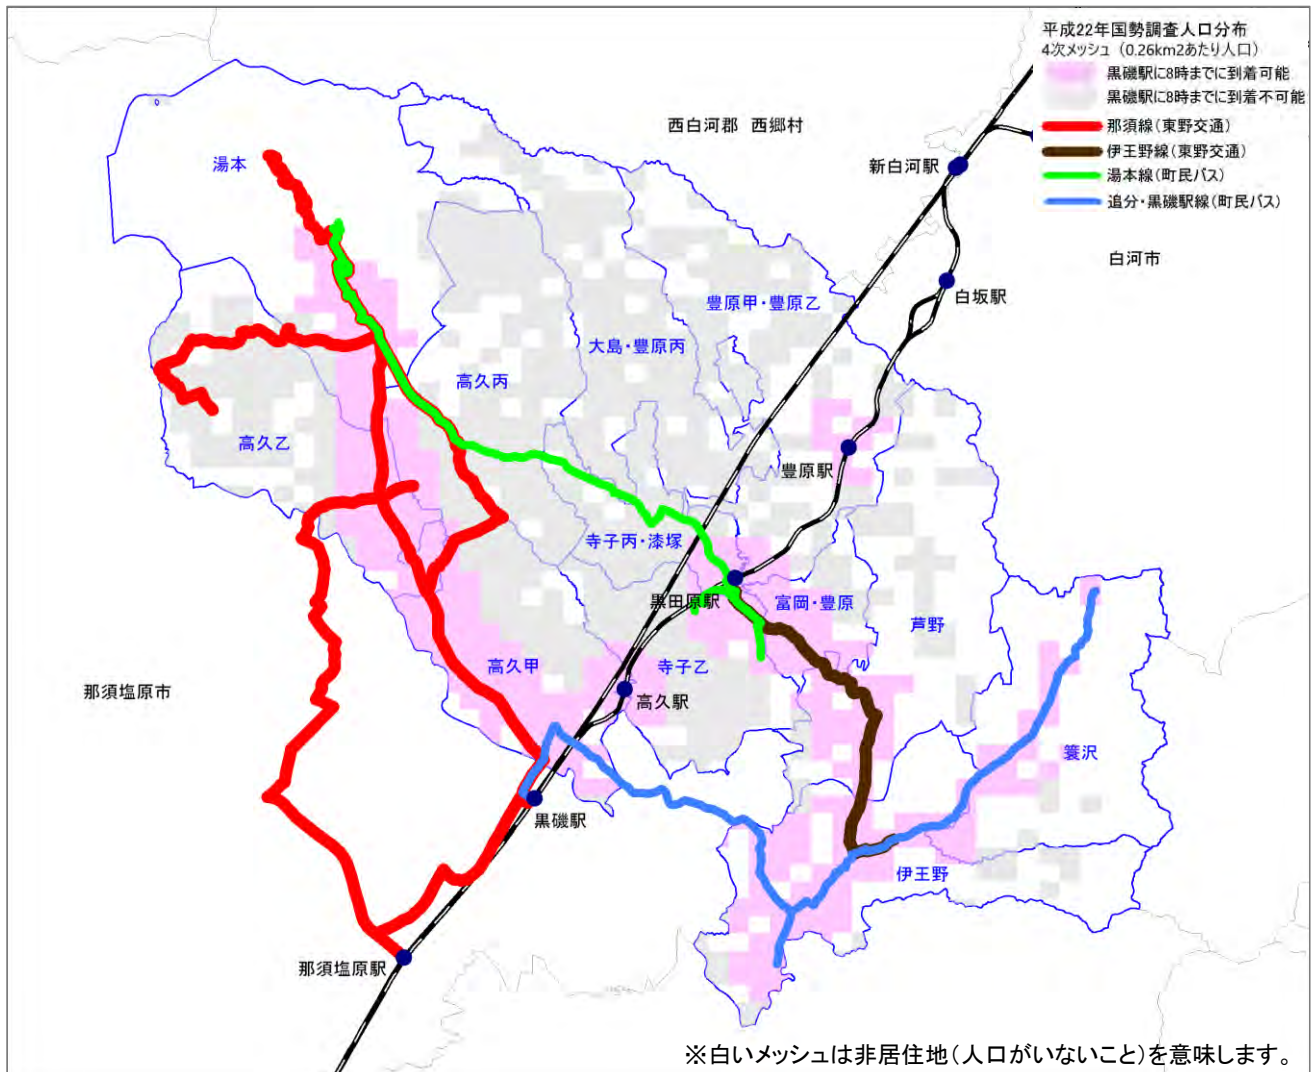 平成22年国勢調査人口分布
4次メッシュ（0.26km2あたり人口）
黒磯駅に8時までに到着可能
黒磯駅に8時までに到着不可能
那須線（東野交通）
伊王野線（東野交通）
湯本線（町民バス）
追分・黒磯駅線（町民バス）
西白河郡 西郷村
湯本
新白河駅
白河市
白坂駅
豊原甲・豊原乙
大島・豊原丙
高久丙
高久乙
豊原駅
寺子丙・漆塚
黒田原駅
富岡・豊原
芦野
高久甲
寺子乙
高久駅
那須塩原市
簑沢
黒磯駅
伊王野
那須塩原駅
※白いメッシュは非居住地（人口がいないこと）を意味します。